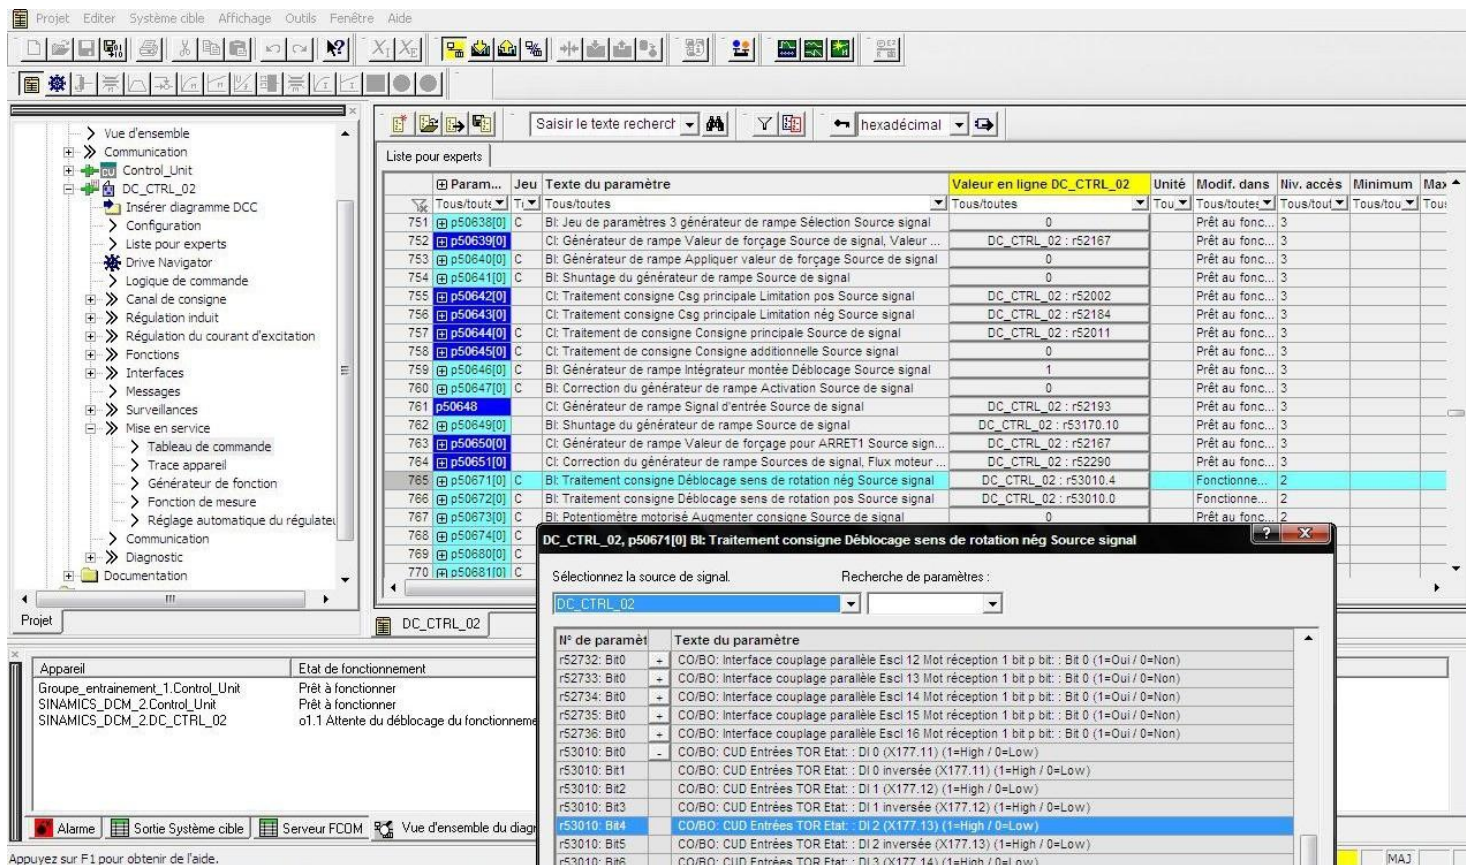 Projet Editer Système cible Affichage Outils Fenêtre Aide
Saisir le texte recherct
hexadécimal
Vue d'ensemble
Communication
Control_Unit
DC_CTRL_02
Insérer diagramme DCC
Configuration
Liste pour experts
Drive Navigator
Logique de commande
Canal de consigne
Régulation induit
Régulation du courant d'excitation
Fonctions
Interfaces
Messages
Surveillances
Mise en service
Tableau de commande
Trace appareil
Générateur de fonction
Fonction de mesure
Réglage automatique du régulateu
Communication
Diagnostic
Documentation
Projet
Liste pour experts
Param... Jeu Texte du paramètre Valeur en ligne DC_CTRL_02 Unité Modif. dans Niv. accès Minimum Max
Tous/toutes Tous/toutes
751 p50638[0] C BI: Jeu de paramètres 3 générateur de rampe Sélection Source signal 0 Prêt au fonc... 3
752 p50639[0] CI: Générateur de rampe Valeur de forçage Source de signal, Valeur ... DC_CTRL_02 : r52167 Prêt au fonc... 3
753 p50640[0] C BI: Générateur de rampe Appliquer valeur de forçage Source de signal 0 Prêt au fonc... 3
754 p50641[0] C BI: Shuntage du générateur de rampe Source de signal 0 Prêt au fonc... 3
755 p50642[0] CI: Traitement consigne Csg principale Limitation pos Source signal DC_CTRL_02 : r52002 Prêt au fonc... 3
756 p50643[0] CI: Traitement consigne Csg principale Limitation nég Source signal DC_CTRL_02 : r52184 Prêt au fonc... 3
757 p50644[0] C CI: Traitement de consigne Consigne principale Source de signal DC_CTRL_02 : r52011 Prêt au fonc... 3
758 p50645[0] C CI: Traitement de consigne Consigne additionnelle Source signal 0 Prêt au fonc... 3
759 p50646[0] C BI: Générateur de rampe Intégrateur montée Déblocage Source signal 1 Prêt au fonc... 3
760 p50647[0] C BI: Correction du générateur de rampe Activation Source de signal 0 Prêt au fonc... 3
761 p50648 CI: Générateur de rampe Signal d'entrée Source de signal DC_CTRL_02 : r52193 Prêt au fonc... 3
762 p50649[0] BI: Shuntage du générateur de rampe Source de signal DC_CTRL_02 : r53170.10 Prêt au fonc... 3
763 p50650[0] CI: Générateur de rampe Valeur de forçage pour ARRET1 Source sign... DC_CTRL_02 : r52167 Prêt au fonc... 3
764 p50651[0] CI: Correction du générateur de rampe Sources de signal, Flux moteur ... DC_CTRL_02 : r52290 Prêt au fonc... 3
765 p50671[0] C BI: Traitement consigne Déblocage sens de rotation nég Source signal DC_CTRL_02 : r53010.4 Fonctionne... 2
766 p50672[0] C BI: Traitement consigne Déblocage sens de rotation pos Source signal DC_CTRL_02 : r53010.0 Fonctionne... 2
767 p50673[0] C BI: Potentiomètre motorisé Augmenter consigne Source de signal 0 Prêt au fonc... 2
768 p50674[0] C
769 p50680[0] C
770 p50681[0] C
DC_CTRL_02
DC_CTRL_02, p50671[0] BI: Traitement consigne Déblocage sens de rotation nég Source signal
Sélectionnez la source de signal. Recherche de paramètres :
DC_CTRL_02
N° de paramèt Texte du paramètre
r52732: Bit0 + CO/BO: Interface couplage parallèle Escl 12 Mot réception 1 bit p bit: : Bit 0 (1=Oui / 0=Non)
r52733: Bit0 + CO/BO: Interface couplage parallèle Escl 13 Mot réception 1 bit p bit: : Bit 0 (1=Oui / 0=Non)
r52734: Bit0 + CO/BO: Interface couplage parallèle Escl 14 Mot réception 1 bit p bit: : Bit 0 (1=Oui / 0=Non)
r52735: Bit0 + CO/BO: Interface couplage parallèle Escl 15 Mot réception 1 bit p bit: : Bit 0 (1=Oui / 0=Non)
r52736: Bit0 + CO/BO: Interface couplage parallèle Escl 16 Mot réception 1 bit p bit: : Bit 0 (1=Oui / 0=Non)
r53010: Bit0 - CO/BO: CUD Entrées TOR Etat: : DI 0 (X177.11) (1=High / 0=Low)
r53010: Bit1 CO/BO: CUD Entrées TOR Etat: : DI 0 inversée (X177.11) (1=High / 0=Low)
r53010: Bit2 CO/BO: CUD Entrées TOR Etat: : DI 1 (X177.12) (1=High / 0=Low)
r53010: Bit3 CO/BO: CUD Entrées TOR Etat: : DI 1 inversée (X177.12) (1=High / 0=Low)
r53010: Bit4 CO/BO: CUD Entrées TOR Etat: : DI 2 (X177.13) (1=High / 0=Low)
r53010: Bit5 CO/BO: CUD Entrées TOR Etat: : DI 2 inversée (X177.13) (1=High / 0=Low)
r53010: Bit6 CO/BO: CUD Entrées TOR Etat: : DI 3 (X177.14) (1=High / 0=Low)
Appareil Etat de fonctionnement
Groupe_entrainement_1.Control_Unit Prêt à fonctionner
SINAMICS_DCM_2.Control_Unit Prêt à fonctionner
SINAMICS_DCM_2.DC_CTRL_02 o1.1 Attente du déblocage du fonctionneme
Alarme Sortie Système cible Serveur FCDM Vue d'ensemble du diagr
Appuyez sur F1 pour obtenir de l'aide.
MAJ